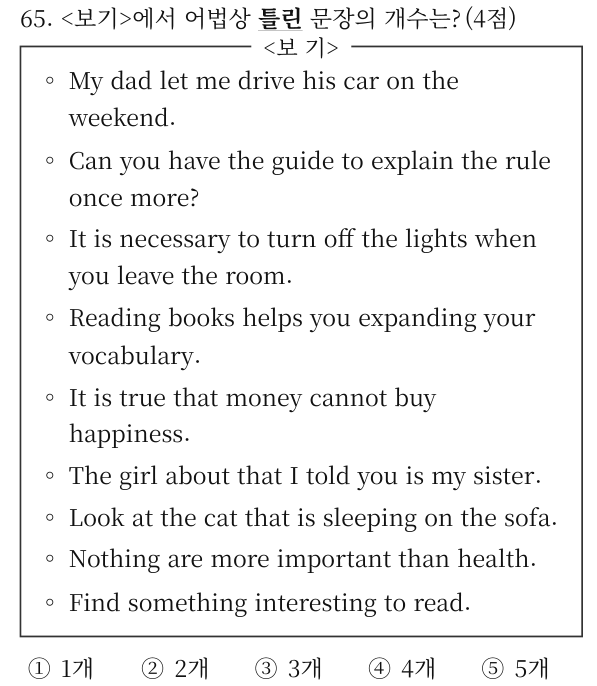 65. <보기>에서 어법상 틀린 문장의 개수는?(4점)
<보 기>
◦ My dad let me drive his car on the
weekend.
◦ Can you have the guide to explain the rule
once more?
◦ It is necessary to turn off the lights when
you leave the room.
◦ Reading books helps you expanding your
vocabulary.
◦ It is true that money cannot buy
happiness.
◦ The girl about that I told you is my sister.
◦ Look at the cat that is sleeping on the sofa.
◦ Nothing are more important than health.
◦ Find something interesting to read.
① 1개 ② 2개 ③ 3개 ④ 4개 ⑤ 5개